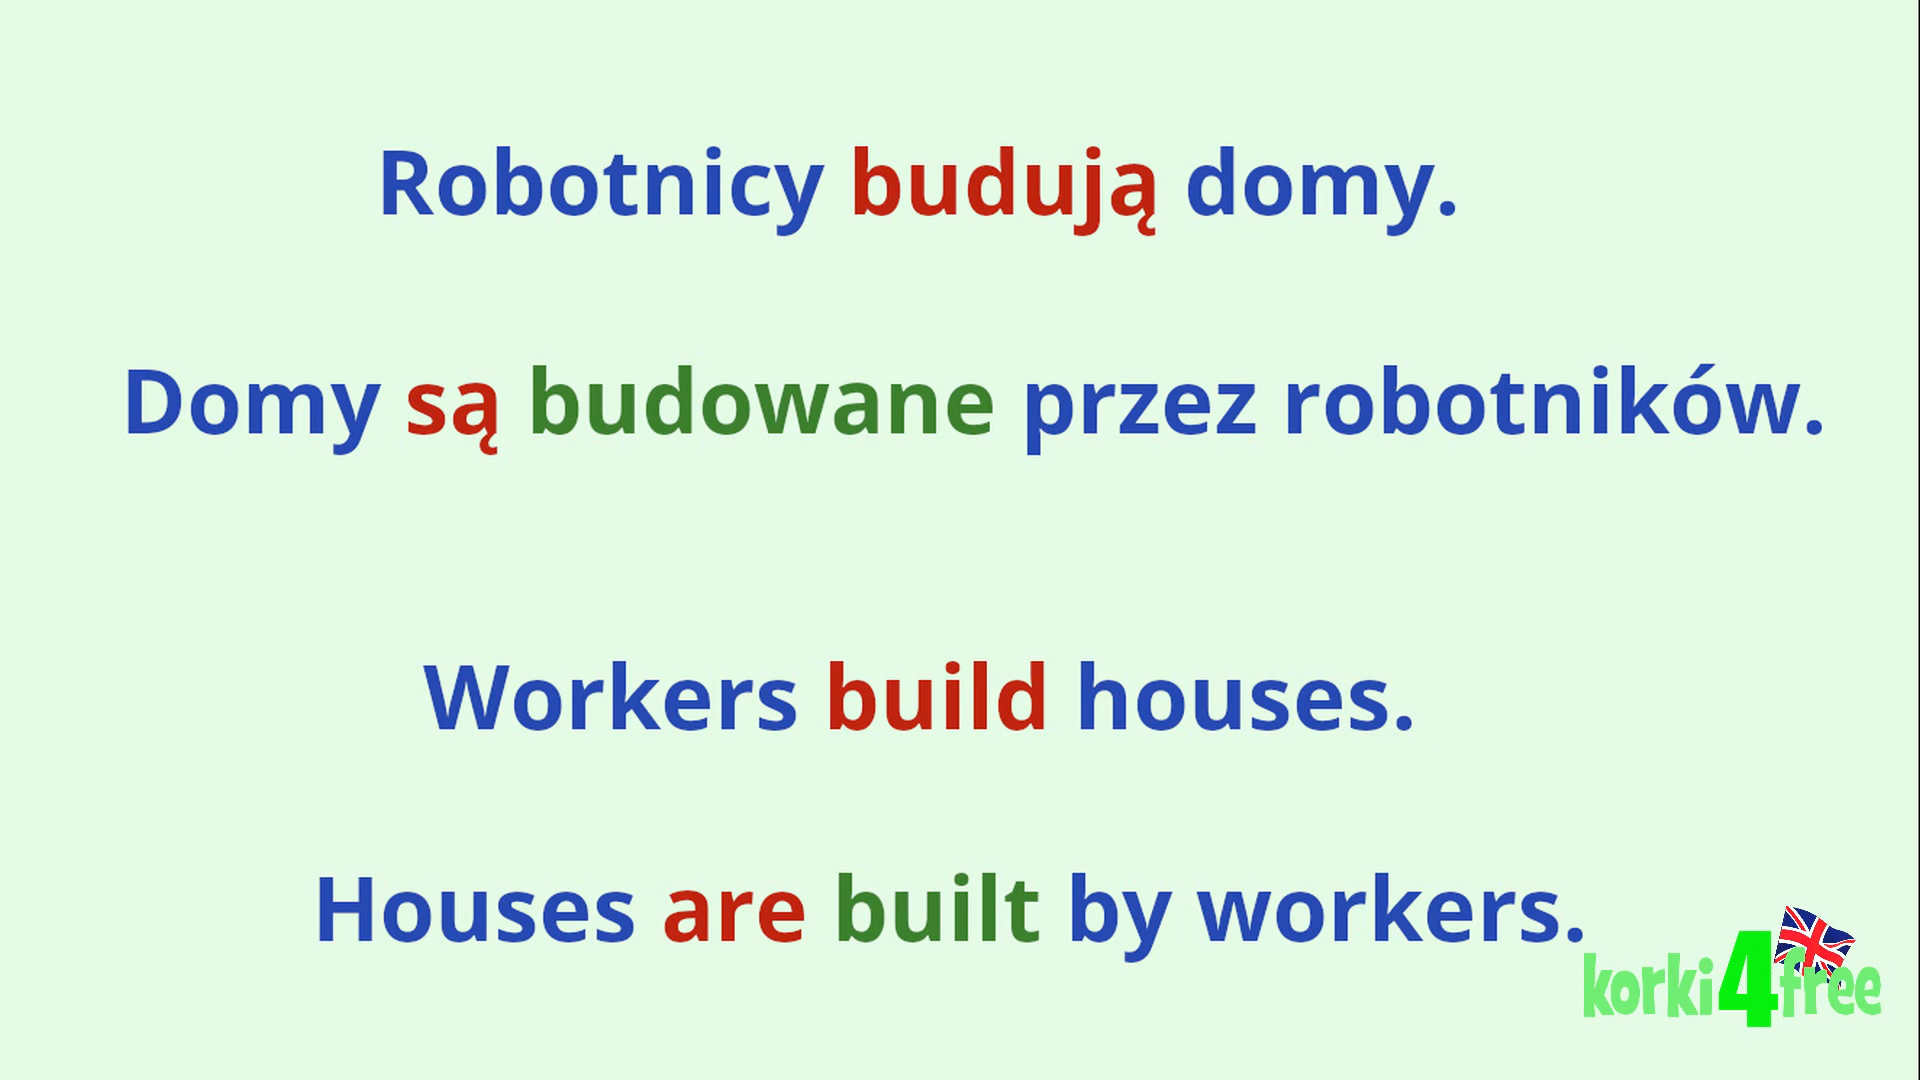 Robotnicy budują domy.
Domy są budowane przez robotników.
Workers build houses.
Houses are built by workers.
korki4free